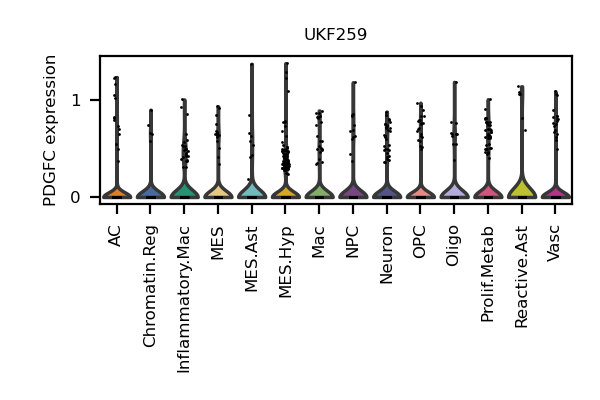 UKF259
PDGFC expression
1
0
AC
Chromatin.Reg
Inflammatory.Mac
MES
MES.Ast
MES.Hyp
Mac
NPC
Neuron
OPC
Oligo
Prolif.Metab
Reactive.Ast
Vasc